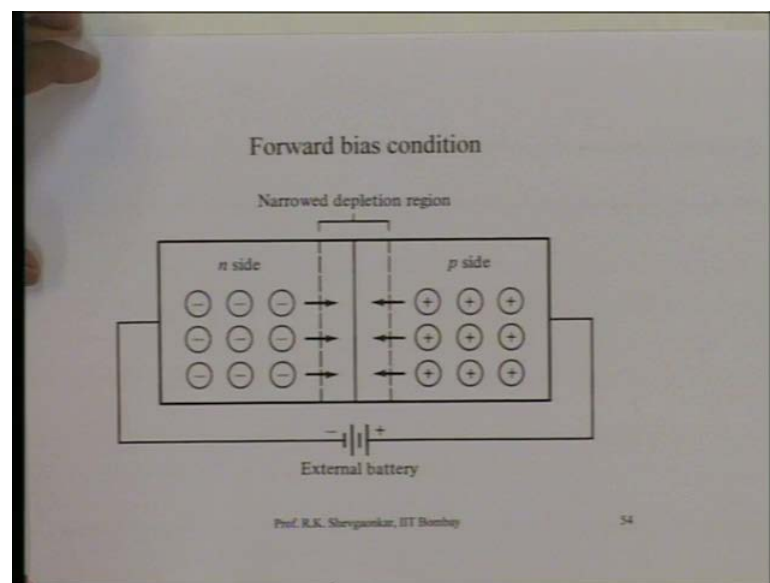 Forward bias condition
Narrowed depletion region
n side
p side
− − − + + +
− − − + + +
− − − + + +
− +
External battery
Prof. R.K. Shevgaonkar, IIT Bombay
54